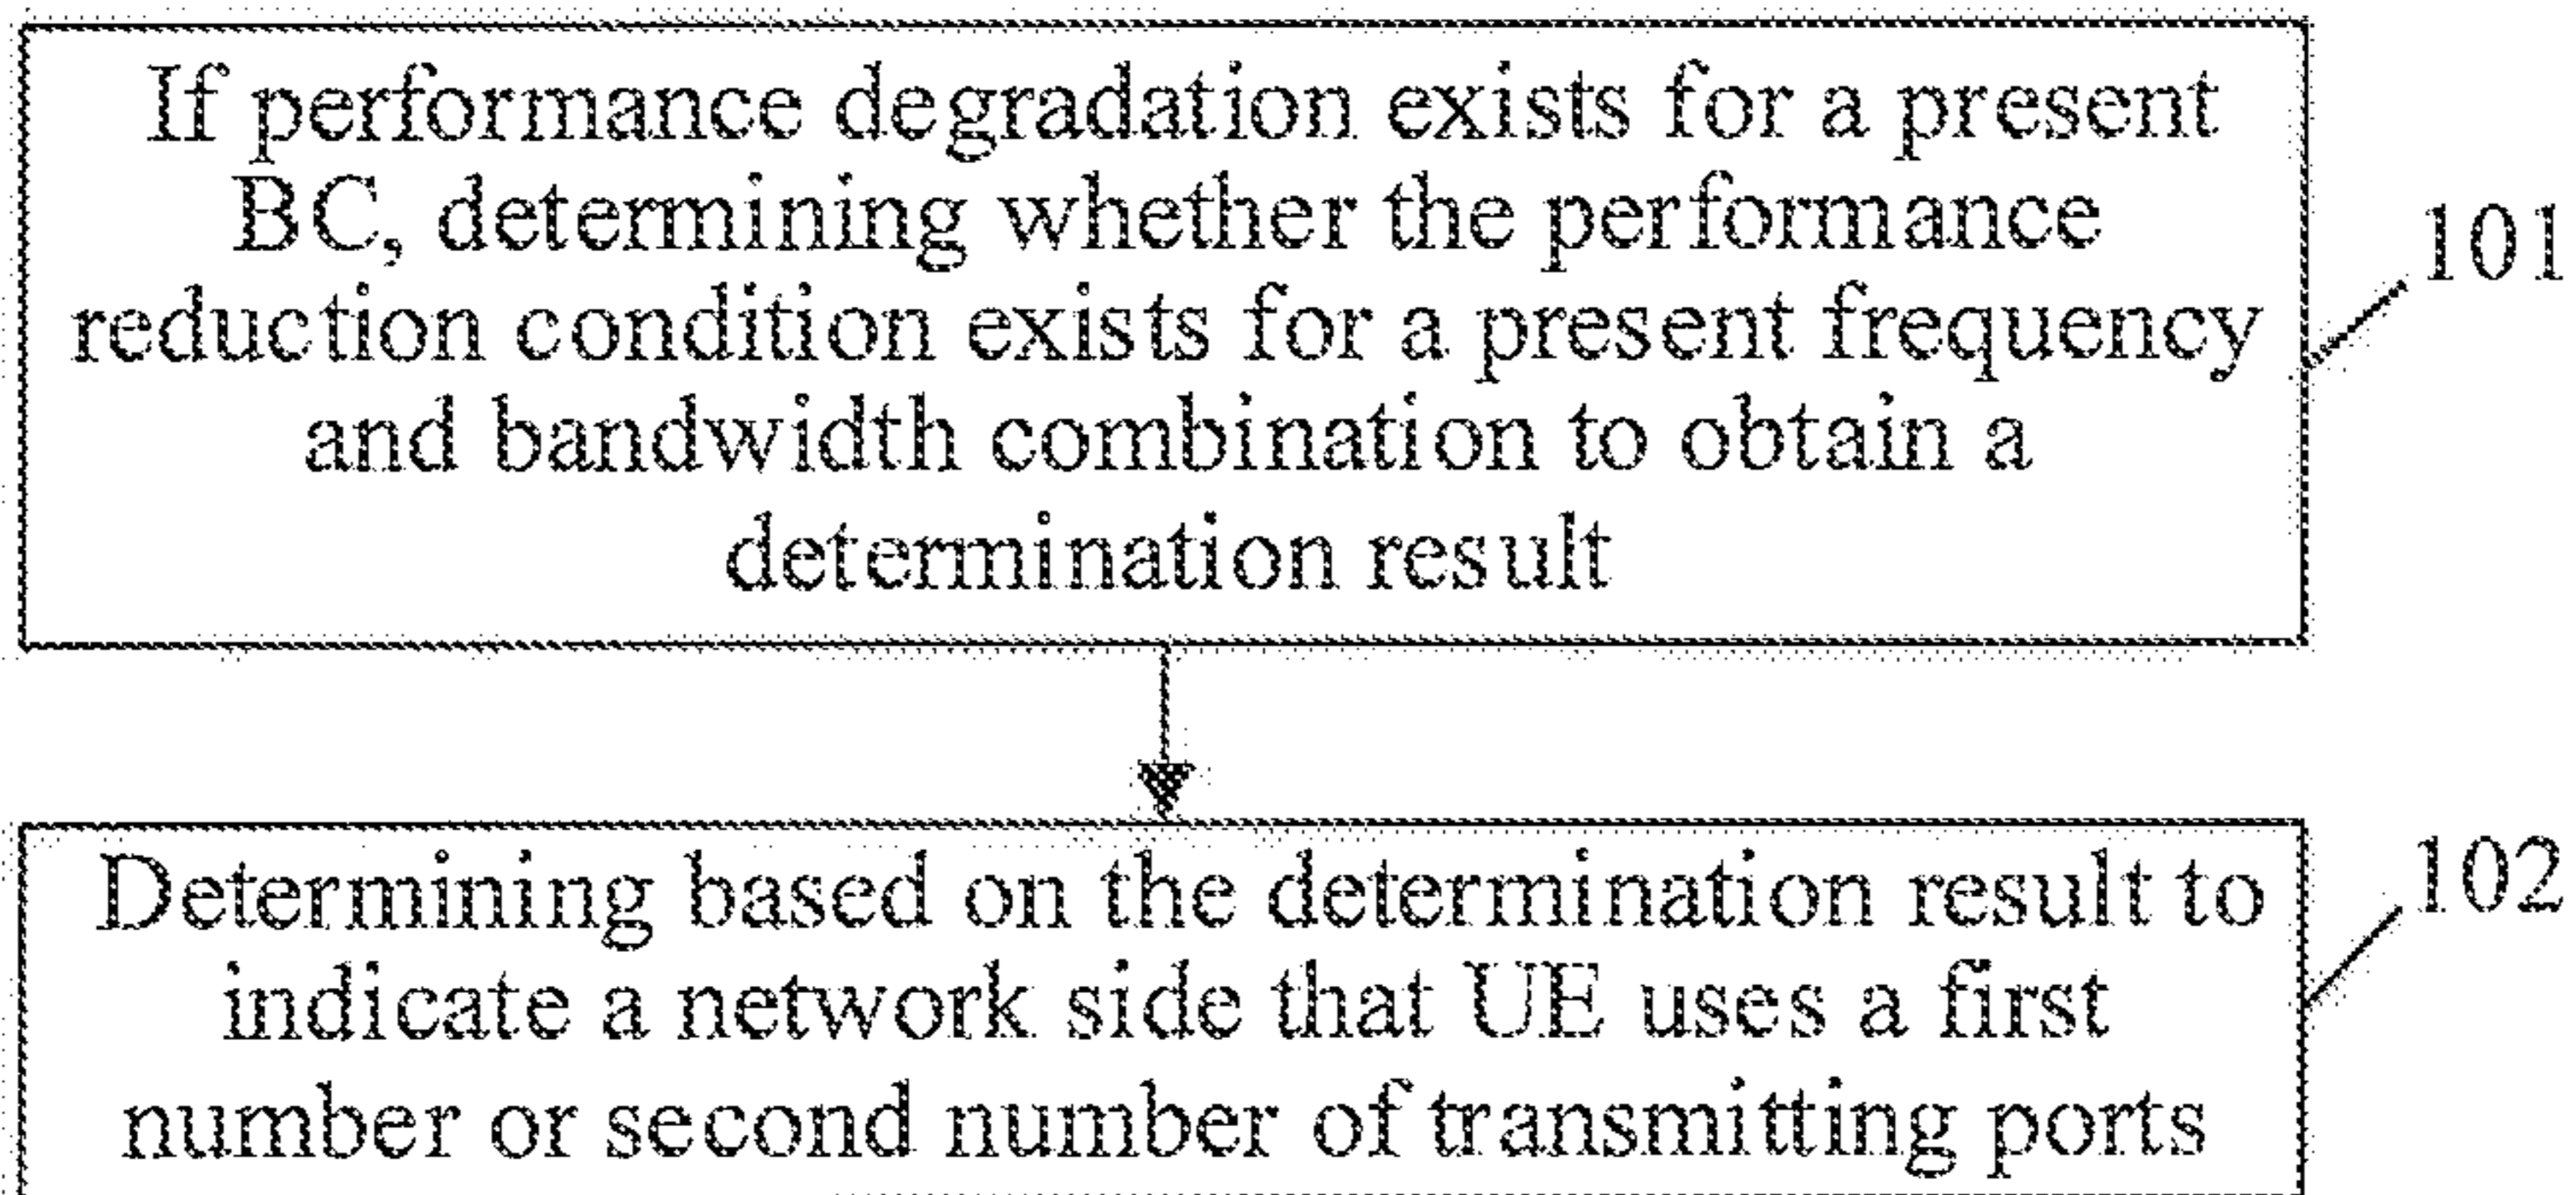 If performance degradation exists for a present
BC, determining whether the performance
reduction condition exists for a present frequency
and bandwidth combination to obtain a
determination result
101
Determining based on the determination result to
indicate a network side that UE uses a first
number or second number of transmitting ports
102